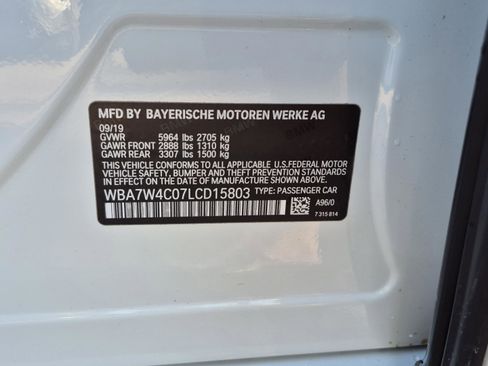 MFD BY BAYERISCHE MOTOREN WERKE AG
09/19
GVWR 5964 lbs 2705 kg
GAWR FRONT 2888 lbs 1310 kg
GAWR REAR 3307 lbs 1500 kg
THIS VEHICLE CONFORMS TO ALL APPLICABLE U.S.FEDERAL MOTOR
VEHICLE SAFETY, BUMPER AND THEFT PREVENTION STANDARDS
IN EFFECT ON THE DATE OF MANUFACTURE SHOWN ABOVE.
WBA7W4C07LCD15803 TYPE: PASSENGER CAR
A96/0
7 315 814